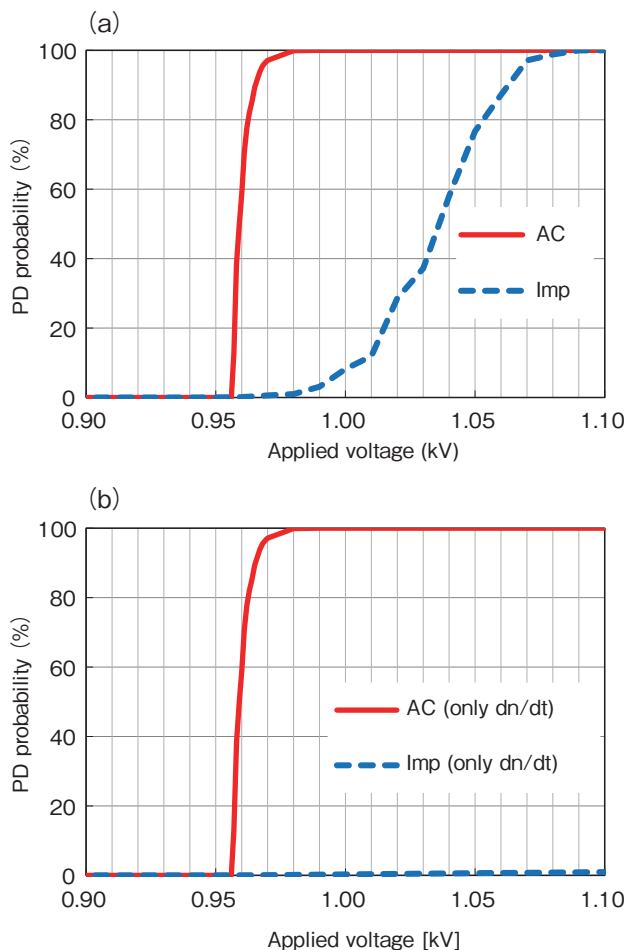 (a)
100
80
60
40
20
0
PD probability (%)
AC
Imp
0.90 0.95 1.00 1.05 1.10
Applied voltage (kV)
(b)
100
80
60
40
20
0
PD probability (%)
AC (only dn/dt)
Imp (only dn/dt)
0.90 0.95 1.00 1.05 1.10
Applied voltage [kV]